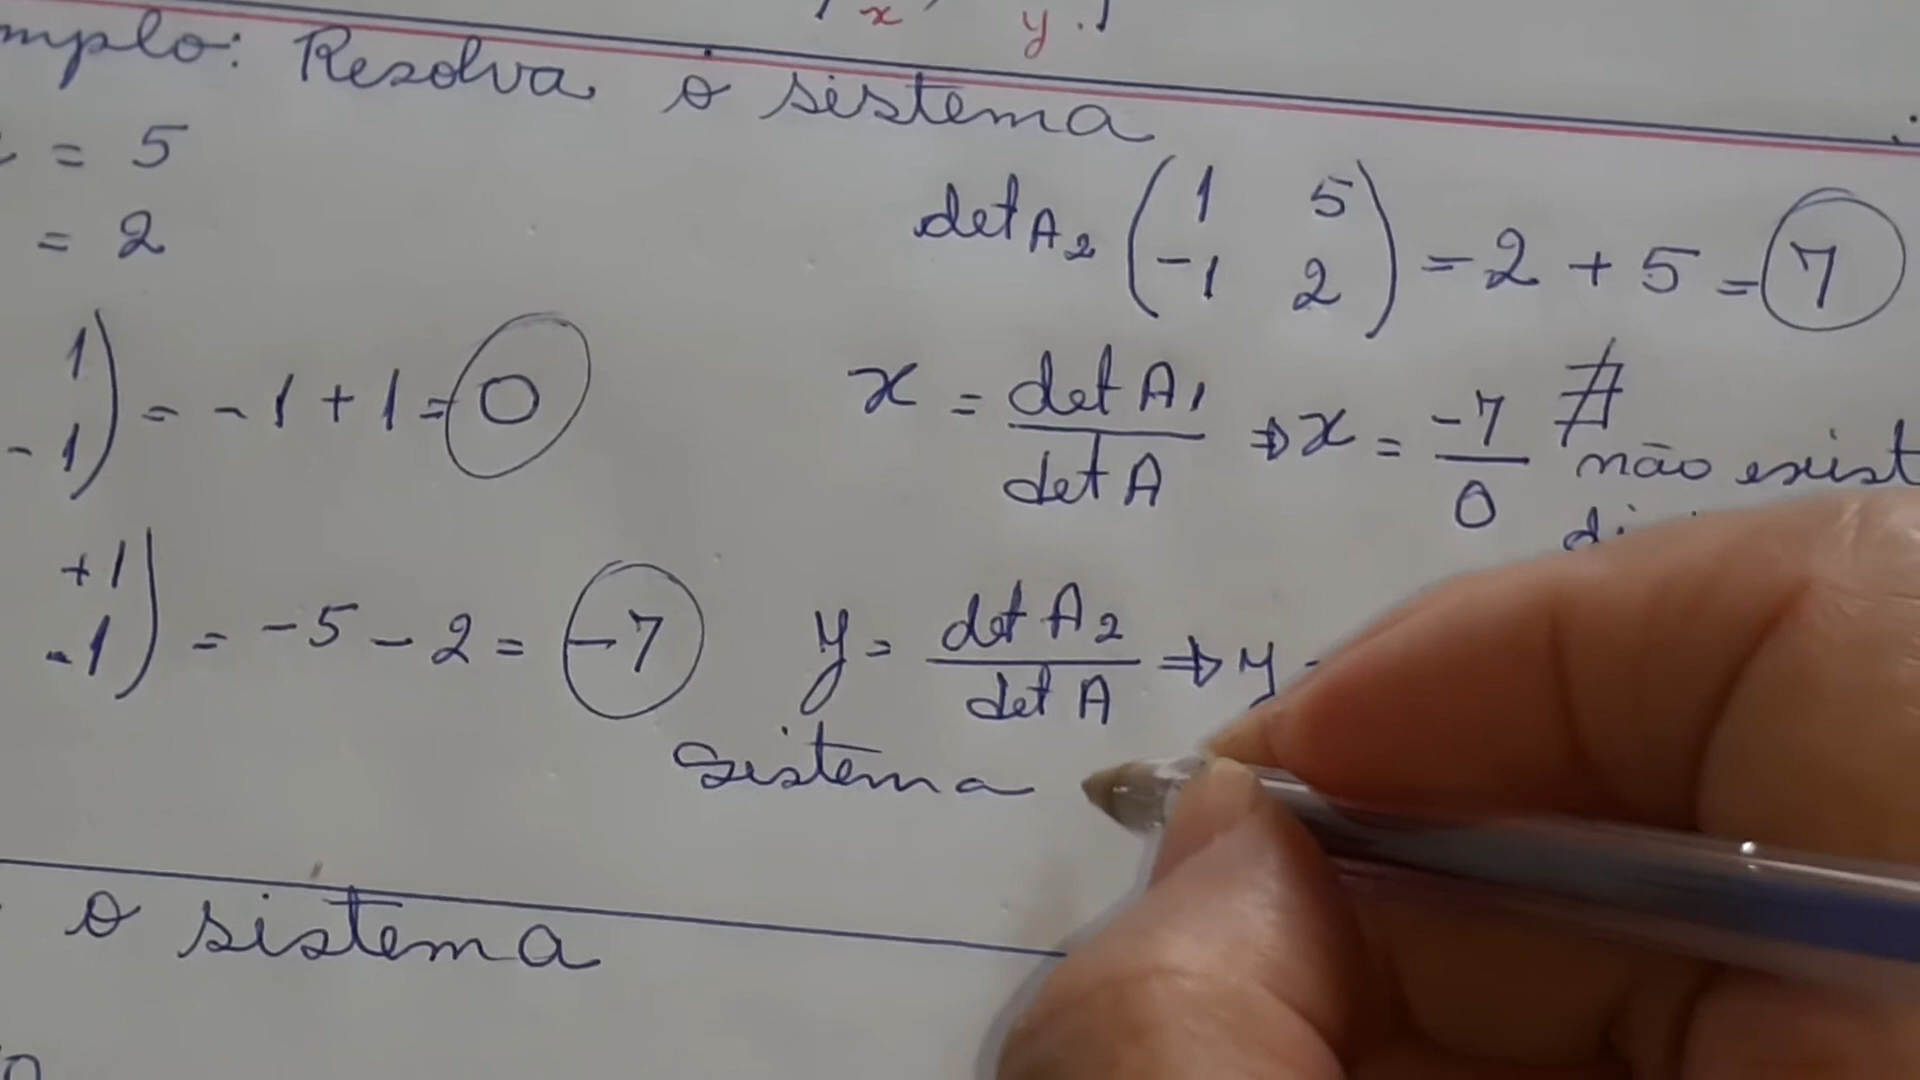 x y.
mplo: Resolva o sistema
= 5
= 2
det A2 ( 1 5 -1 2 ) = 2 + 5 = 7
1 -1 ) = -1 + 1 = 0
x = det A1 / det A ⇒ x = -7 / 0 ∄
não exist
+1 -1 ) = -5 - 2 = -7
y = det A2 / det A ⇒ y
sistema
o sistema